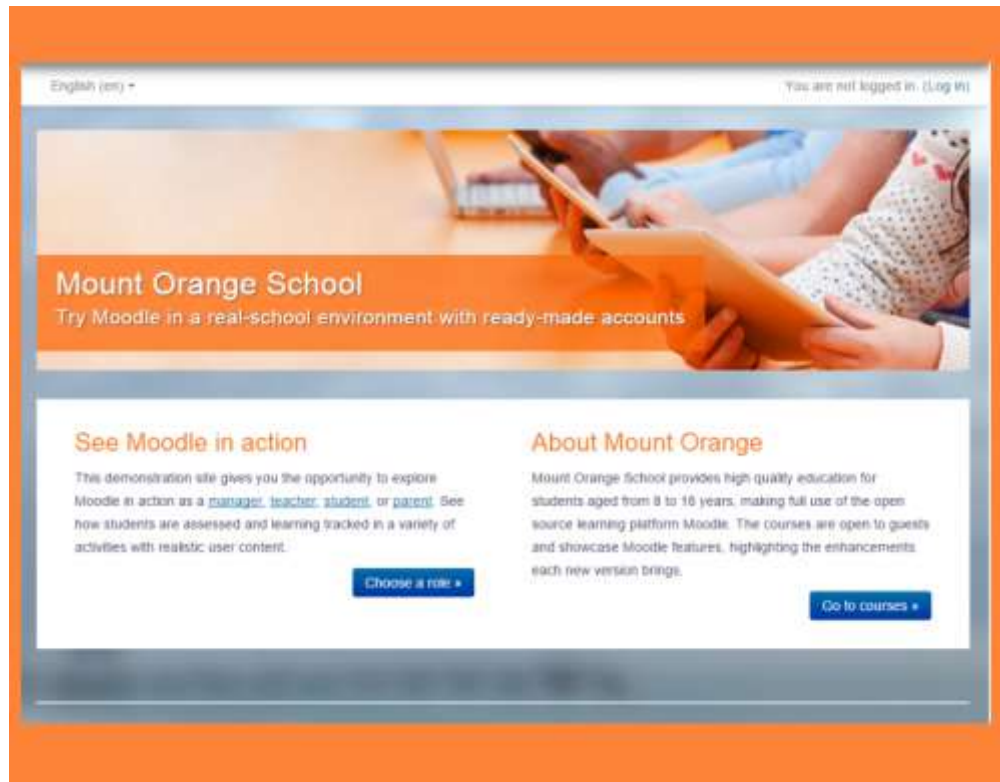 English (en)
You are not logged in. (Log in)
Mount Orange School
Try Moodle in a real-school environment with ready-made accounts
See Moodle in action
This demonstration site gives you the opportunity to explore
Moodle in action as a manager, teacher, student, or parent. See
how students are assessed and learning tracked in a variety of
activities with realistic user content.
Choose a role »
About Mount Orange
Mount Orange School provides high quality education for
students aged from 8 to 16 years, making full use of the open
source learning platform Moodle. The courses are open to guests
and showcase Moodle features, highlighting the enhancements
each new version brings.
Go to courses »